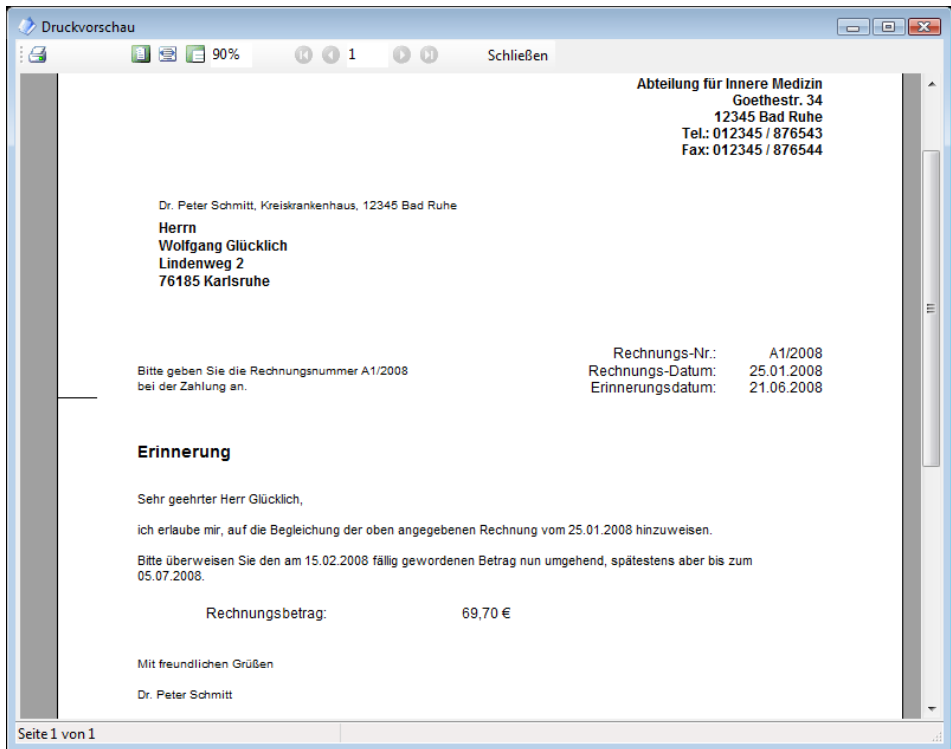 Druckvorschau
90%
1
Schließen
Abteilung für Innere Medizin
Goethestr. 34
12345 Bad Ruhe
Tel.: 012345 / 876543
Fax: 012345 / 876544
Dr. Peter Schmitt, Kreiskrankenhaus, 12345 Bad Ruhe
Herrn
Wolfgang Glücklich
Lindenweg 2
76185 Karlsruhe
Rechnungs-Nr.: A1/2008
Bitte geben Sie die Rechnungsnummer A1/2008
Rechnungs-Datum: 25.01.2008
bei der Zahlung an.
Erinnerungsdatum: 21.06.2008
Erinnerung
Sehr geehrter Herr Glücklich,
ich erlaube mir, auf die Begleichung der oben angegebenen Rechnung vom 25.01.2008 hinzuweisen.
Bitte überweisen Sie den am 15.02.2008 fällig gewordenen Betrag nun umgehend, spätestens aber bis zum
05.07.2008.
Rechnungsbetrag: 69,70 €
Mit freundlichen Grüßen
Dr. Peter Schmitt
Seite 1 von 1